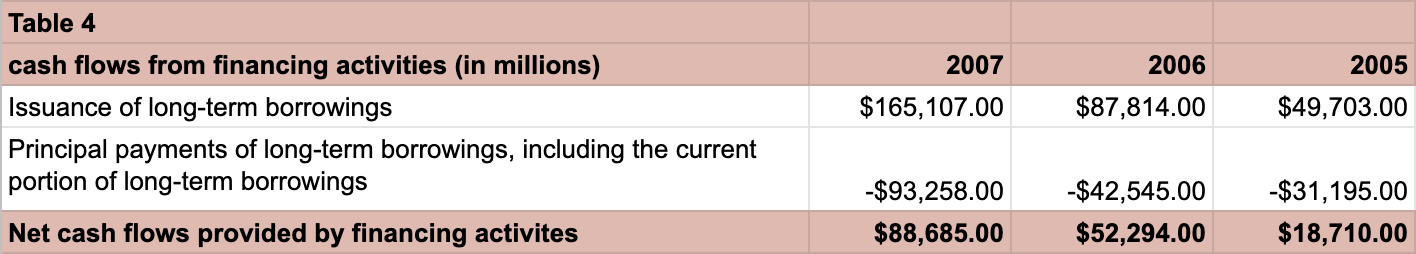 Table 4
cash flows from financing activities (in millions) 2007 2006 2005
Issuance of long-term borrowings $165,107.00 $87,814.00 $49,703.00
Principal payments of long-term borrowings, including the current
portion of long-term borrowings -$93,258.00 -$42,545.00 -$31,195.00
Net cash flows provided by financing activites $88,685.00 $52,294.00 $18,710.00